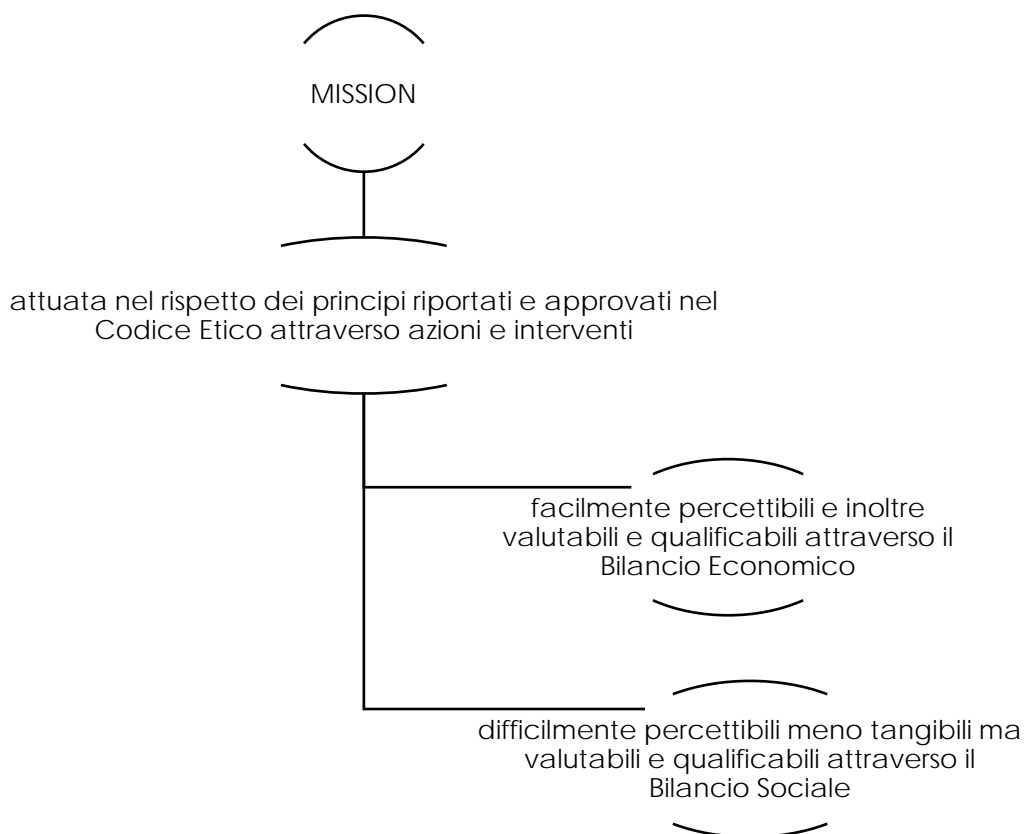 MISSION
attuata nel rispetto dei principi riportati e approvati nel
Codice Etico attraverso azioni e interventi
facilmente percettibili e inoltre
valutabili e qualificabili attraverso il
Bilancio Economico
difficilmente percettibili meno tangibili ma
valutabili e qualificabili attraverso il
Bilancio Sociale